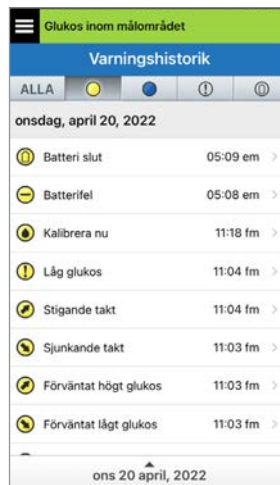 Glukos inom målområdet
Varningshistorik
ALLA
onsdag, april 20, 2022
Batteri slut 05:09 em
Batterifel 05:08 em
Kalibrera nu 11:18 fm
Låg glukos 11:04 fm
Stigande takt 11:04 fm
Sjunkande takt 11:03 fm
Förväntat högt glukos 11:03 fm
Förväntat lågt glukos 11:03 fm
ons 20 april, 2022